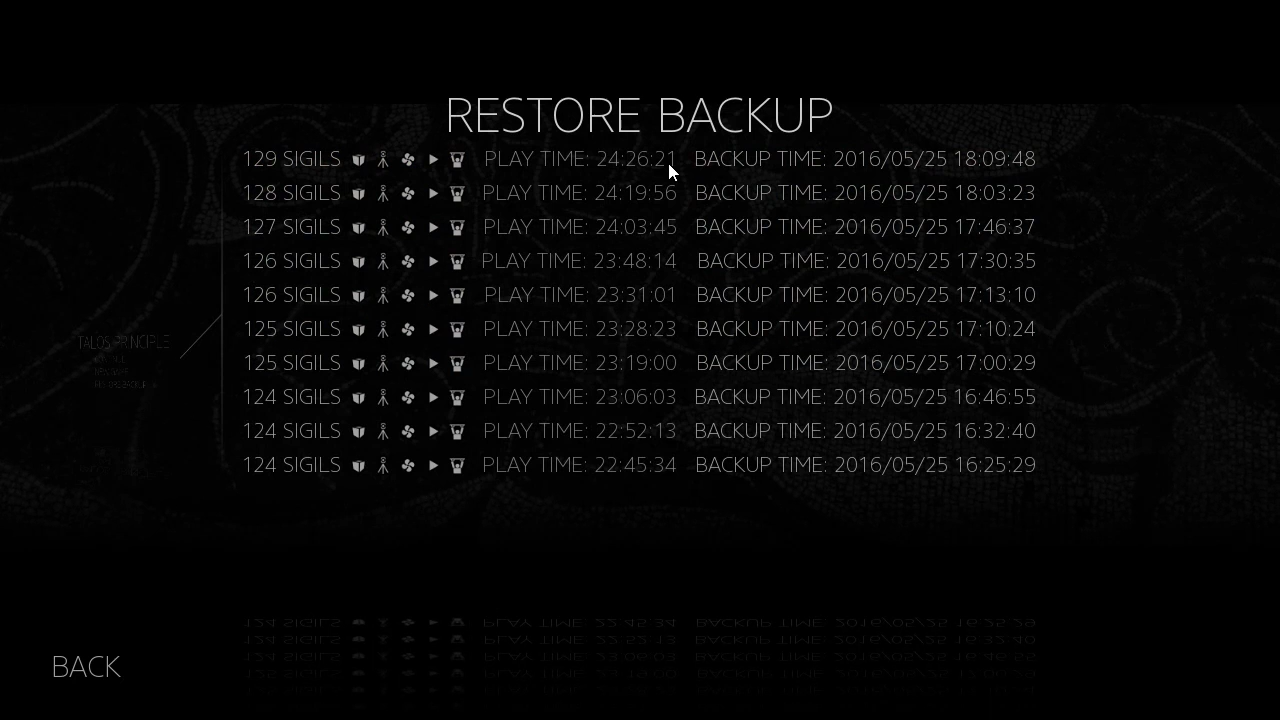 RESTORE BACKUP
129 SIGILS PLAY TIME: 24:26:21 BACKUP TIME: 2016/05/25 18:09:48
128 SIGILS PLAY TIME: 24:19:56 BACKUP TIME: 2016/05/25 18:03:23
127 SIGILS PLAY TIME: 24:03:45 BACKUP TIME: 2016/05/25 17:46:37
126 SIGILS PLAY TIME: 23:48:14 BACKUP TIME: 2016/05/25 17:30:35
126 SIGILS PLAY TIME: 23:31:01 BACKUP TIME: 2016/05/25 17:13:10
125 SIGILS PLAY TIME: 23:28:23 BACKUP TIME: 2016/05/25 17:10:24
125 SIGILS PLAY TIME: 23:19:00 BACKUP TIME: 2016/05/25 17:00:29
124 SIGILS PLAY TIME: 23:06:03 BACKUP TIME: 2016/05/25 16:46:55
124 SIGILS PLAY TIME: 22:52:13 BACKUP TIME: 2016/05/25 16:32:40
124 SIGILS PLAY TIME: 22:45:34 BACKUP TIME: 2016/05/25 16:25:29
TALOS PRINCIPLE
BACK